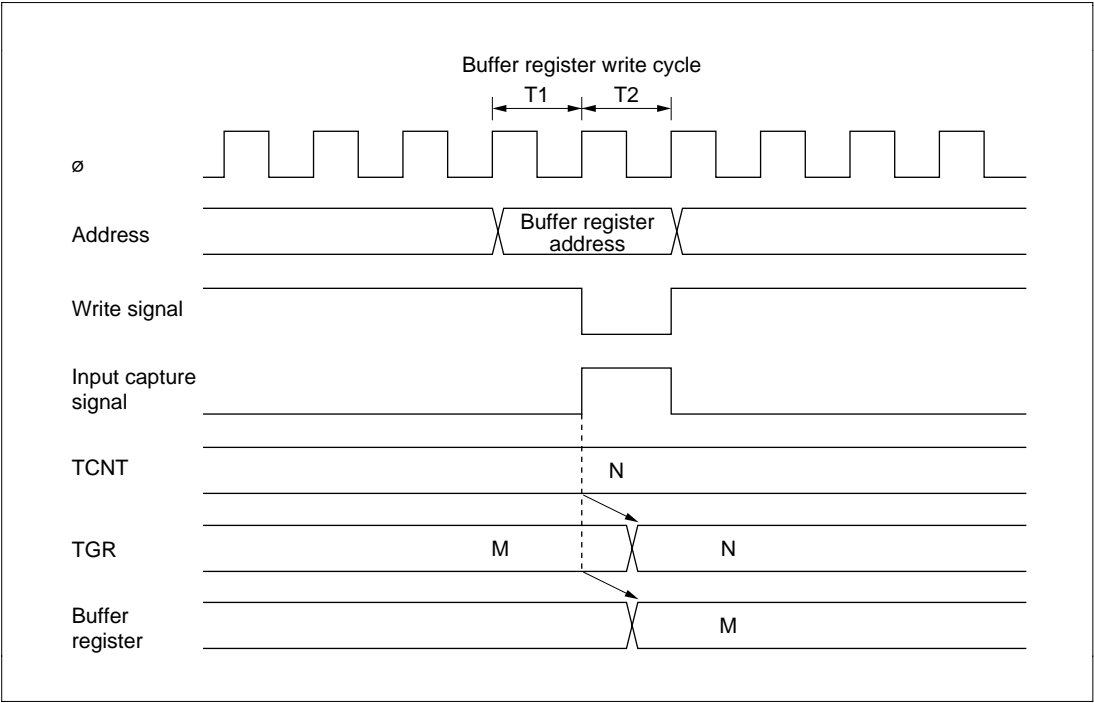 Buffer register write cycle
T1 T2
ø
Buffer register
address
Address
Write signal
Input capture
signal
TCNT
N
TGR
M N
Buffer
register
M